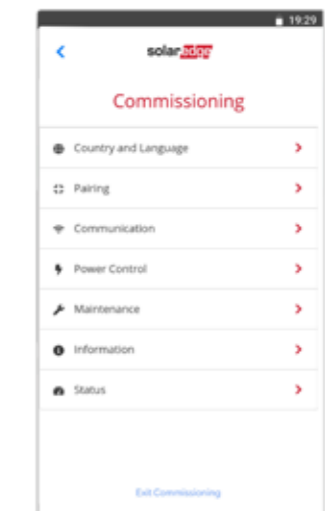 19:29
solaredge
Commissioning
Country and Language
Pairing
Communication
Power Control
Maintenance
Information
Status
Exit Commissioning